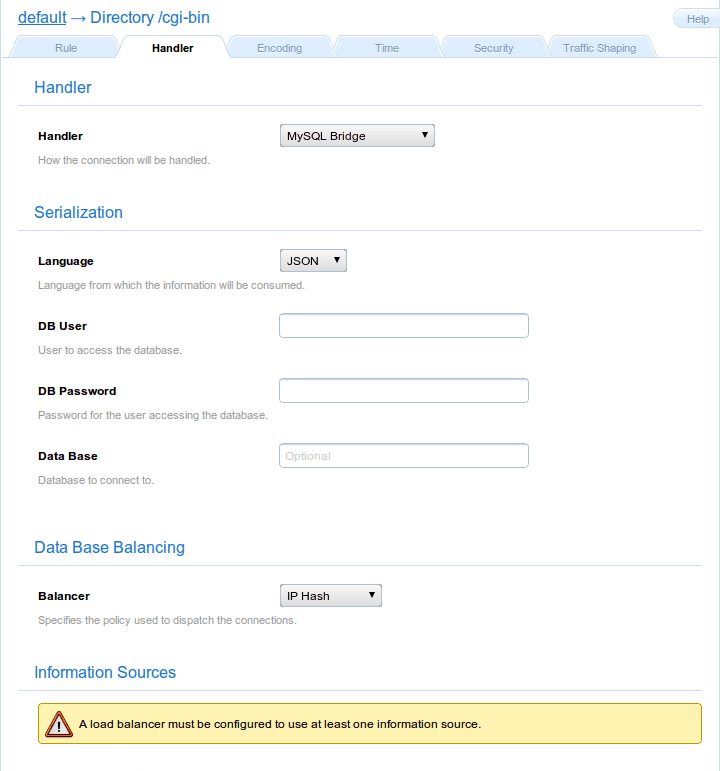 default → Directory /cgi-bin
Help
Rule
Handler
Encoding
Time
Security
Traffic Shaping
Handler
Handler
MySQL Bridge
How the connection will be handled.
Serialization
Language
JSON
Language from which the information will be consumed.
DB User
User to access the database.
DB Password
Password for the user accessing the database.
Data Base
Optional
Database to connect to.
Data Base Balancing
Balancer
IP Hash
Specifies the policy used to dispatch the connections.
Information Sources
A load balancer must be configured to use at least one information source.